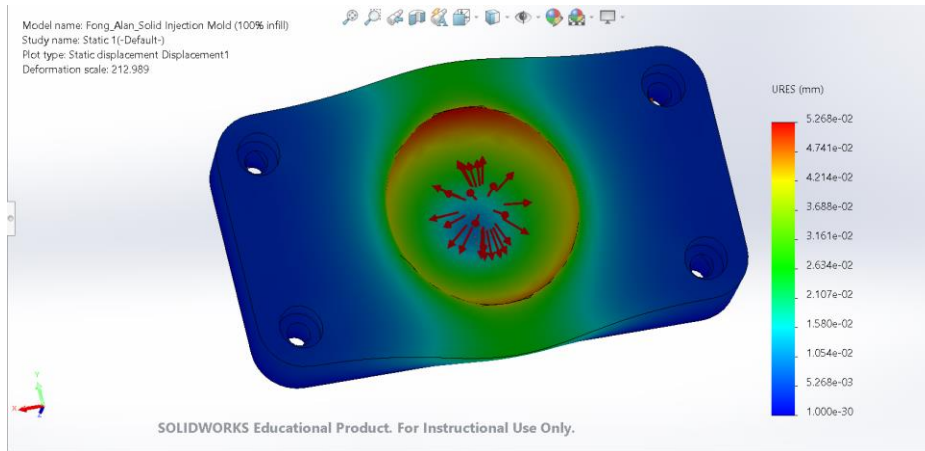 Model name: Fong_Alan_Solid Injection Mold (100% infill)
Study name: Static 1(-Default-)
Plot type: Static displacement Displacement1
Deformation scale: 212.989
URES (mm)
5.268e-02
4.741e-02
4.214e-02
3.688e-02
3.161e-02
2.634e-02
2.107e-02
1.580e-02
1.054e-02
5.268e-03
1.000e-30
Y
X
Z
SOLIDWORKS Educational Product. For Instructional Use Only.